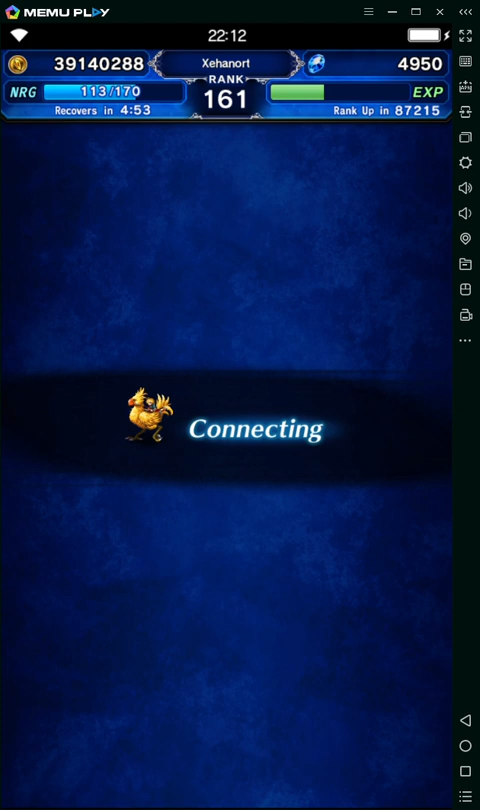 MEMU PLAY
22:12
39140288
Xehanort
4950
NRG 113/170
RANK
161
EXP
Recovers in 4:53
Rank Up in 87215
Connecting